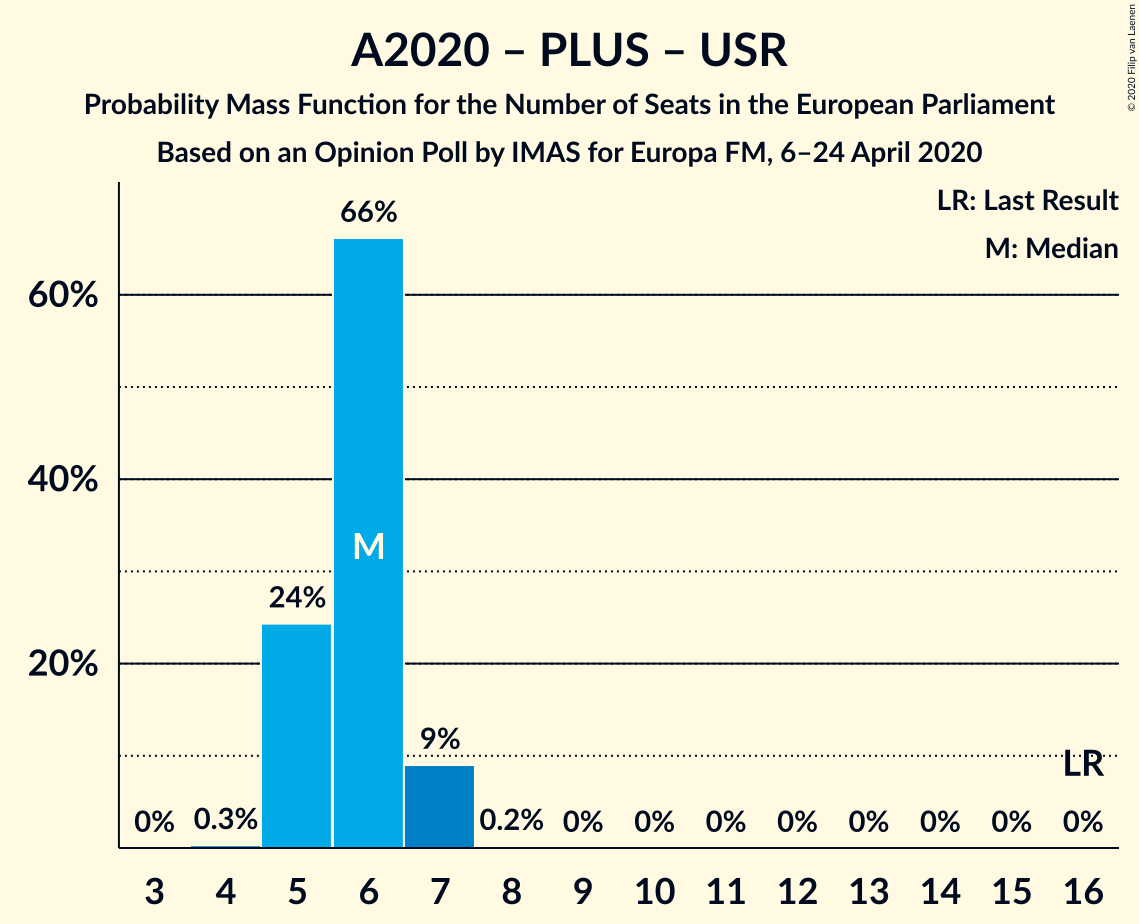 A2020 – PLUS – USR
Probability Mass Function for the Number of Seats in the European Parliament
Based on an Opinion Poll by IMAS for Europa FM, 6–24 April 2020
© 2020 Filip van Laenen
LR: Last Result
M: Median
66%
60%
40%
M
24%
20%
9%
LR
0% 0.3% 0.2% 0% 0% 0% 0% 0% 0% 0% 0%
3 4 5 6 7 8 9 10 11 12 13 14 15 16